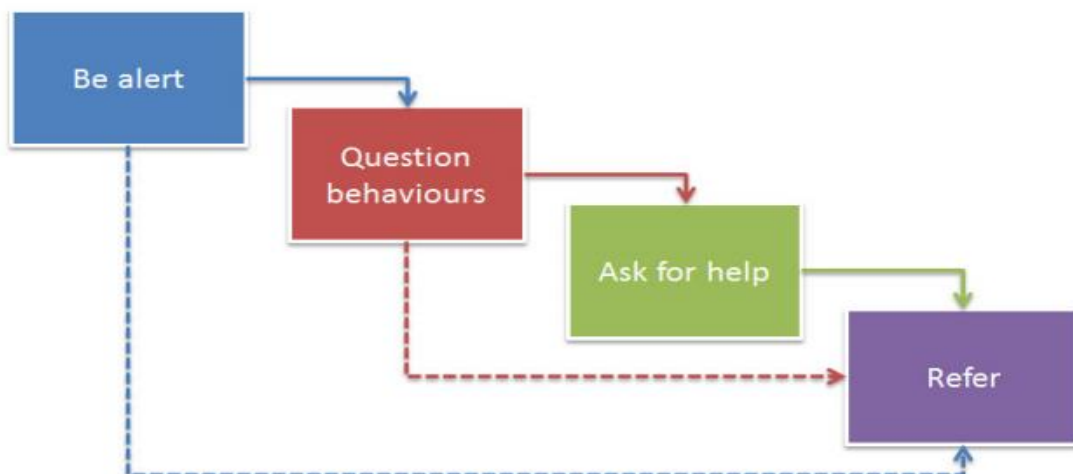 Be alert
Question
behaviours
Ask for help
Refer